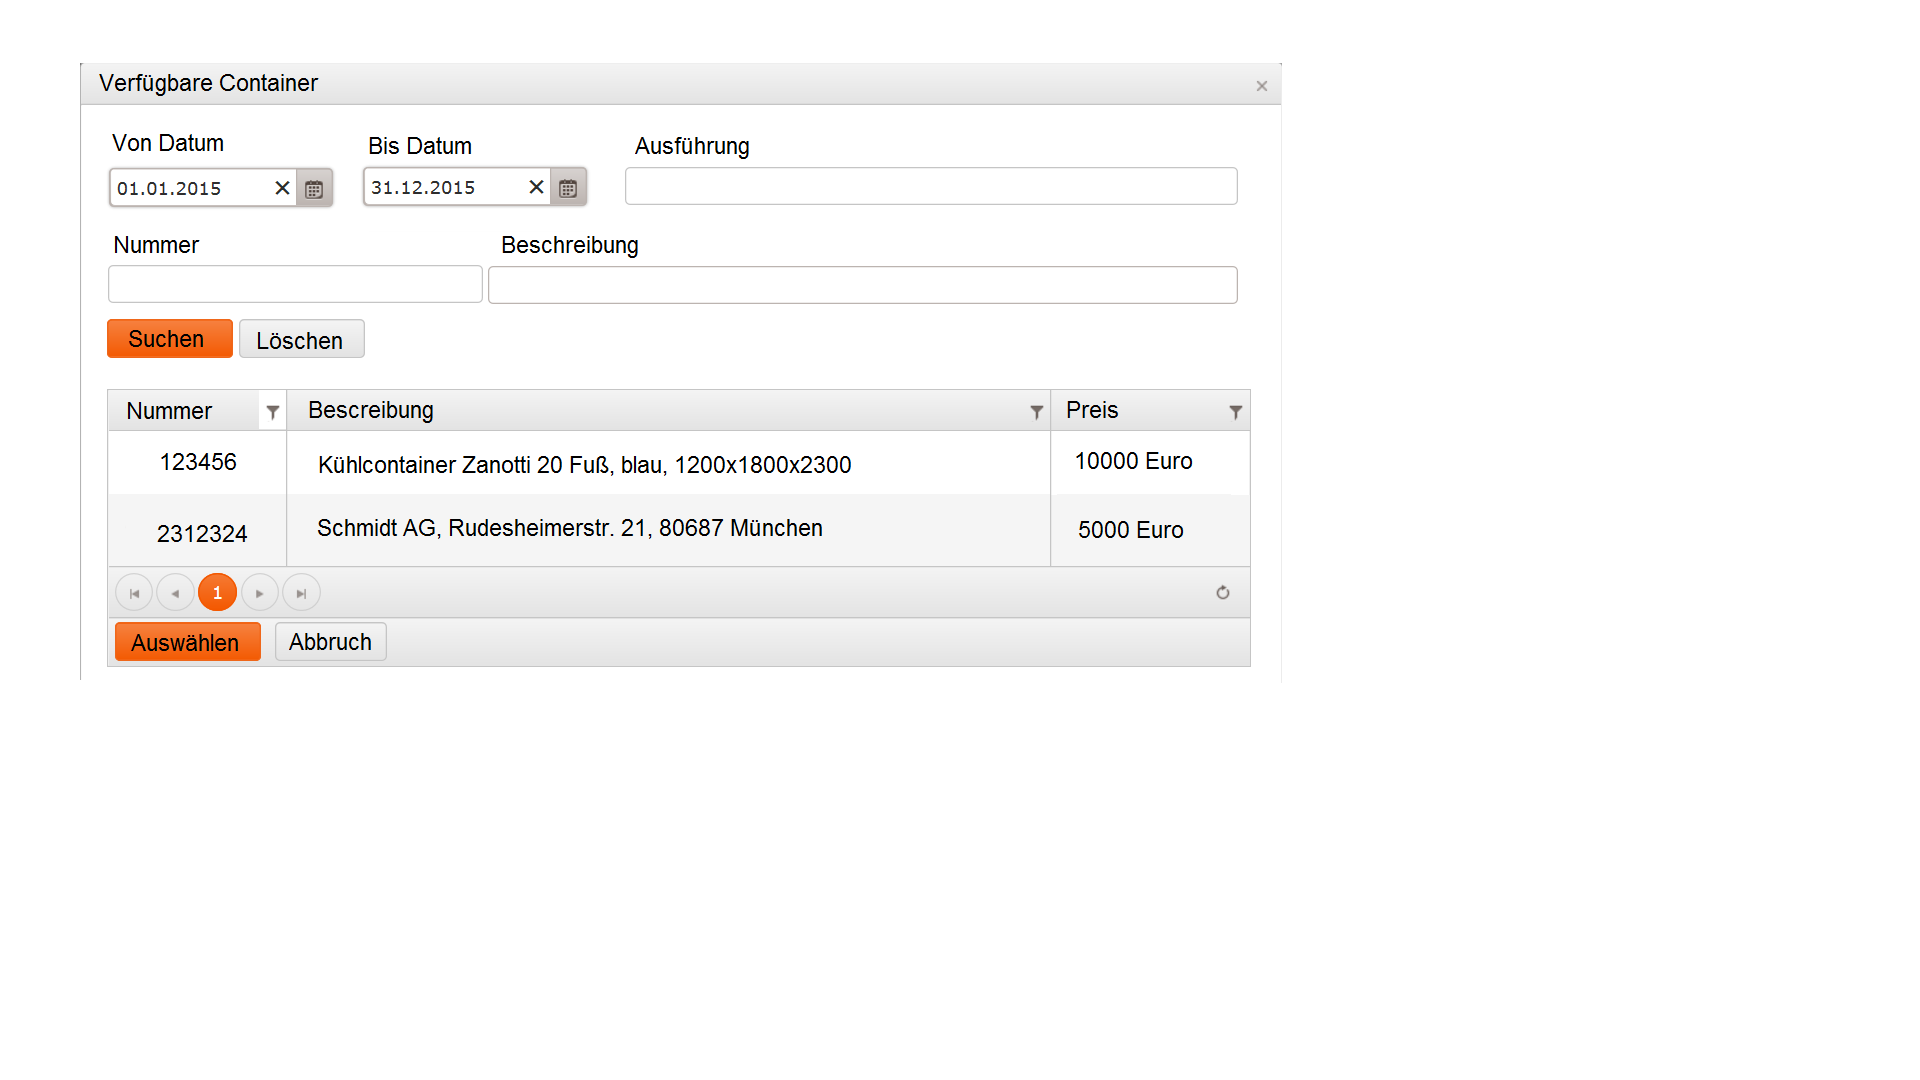 Verfügbare Container
Von Datum Bis Datum Ausführung
01.01.2015 31.12.2015
Nummer Beschreibung
Suchen Löschen
Nummer Bescreibung Preis
123456 Kühlcontainer Zanotti 20 Fuß, blau, 1200x1800x2300 10000 Euro
2312324 Schmidt AG, Rudesheimerstr. 21, 80687 München 5000 Euro
1
Auswählen Abbruch